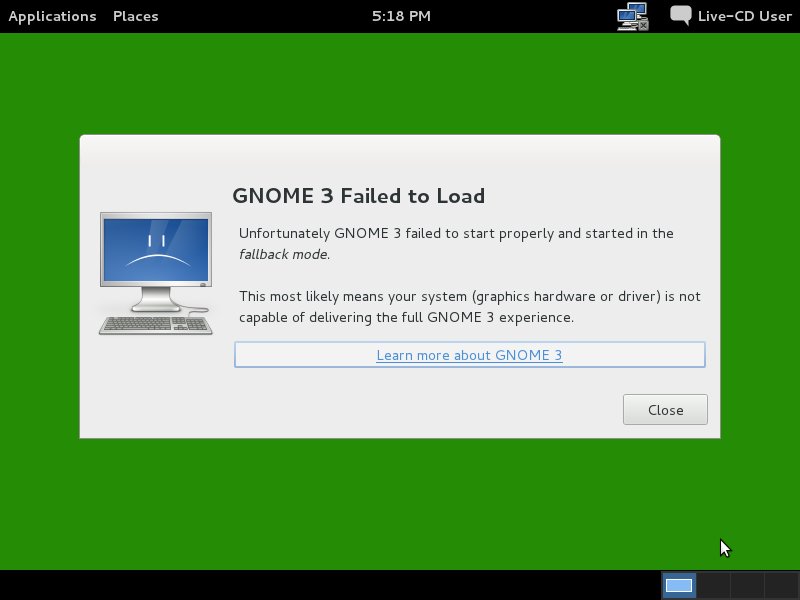 Applications Places 5:18 PM Live-CD User
GNOME 3 Failed to Load
Unfortunately GNOME 3 failed to start properly and started in the
fallback mode.
This most likely means your system (graphics hardware or driver) is not
capable of delivering the full GNOME 3 experience.
Learn more about GNOME 3
Close